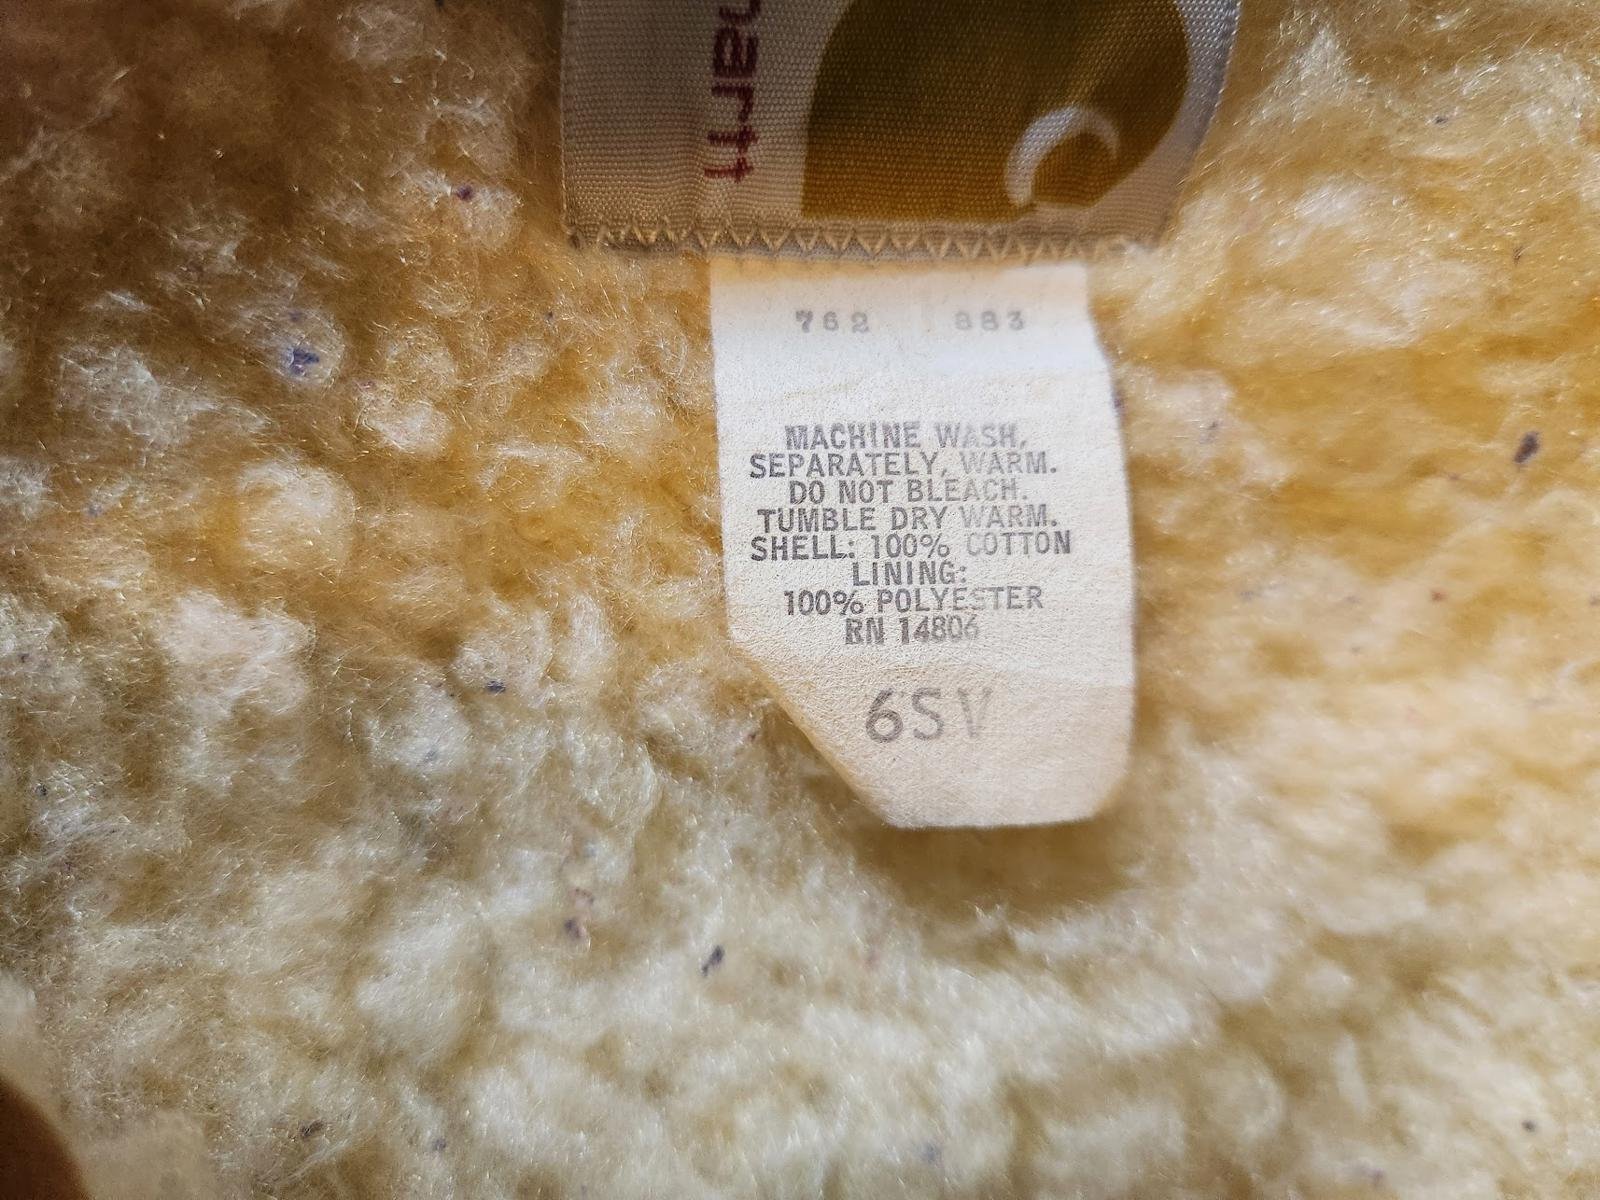 hartt
762 883
MACHINE WASH,
SEPARATELY, WARM.
DO NOT BLEACH.
TUMBLE DRY WARM.
SHELL: 100% COTTON
LINING:
100% POLYESTER
RN 14806
6SV